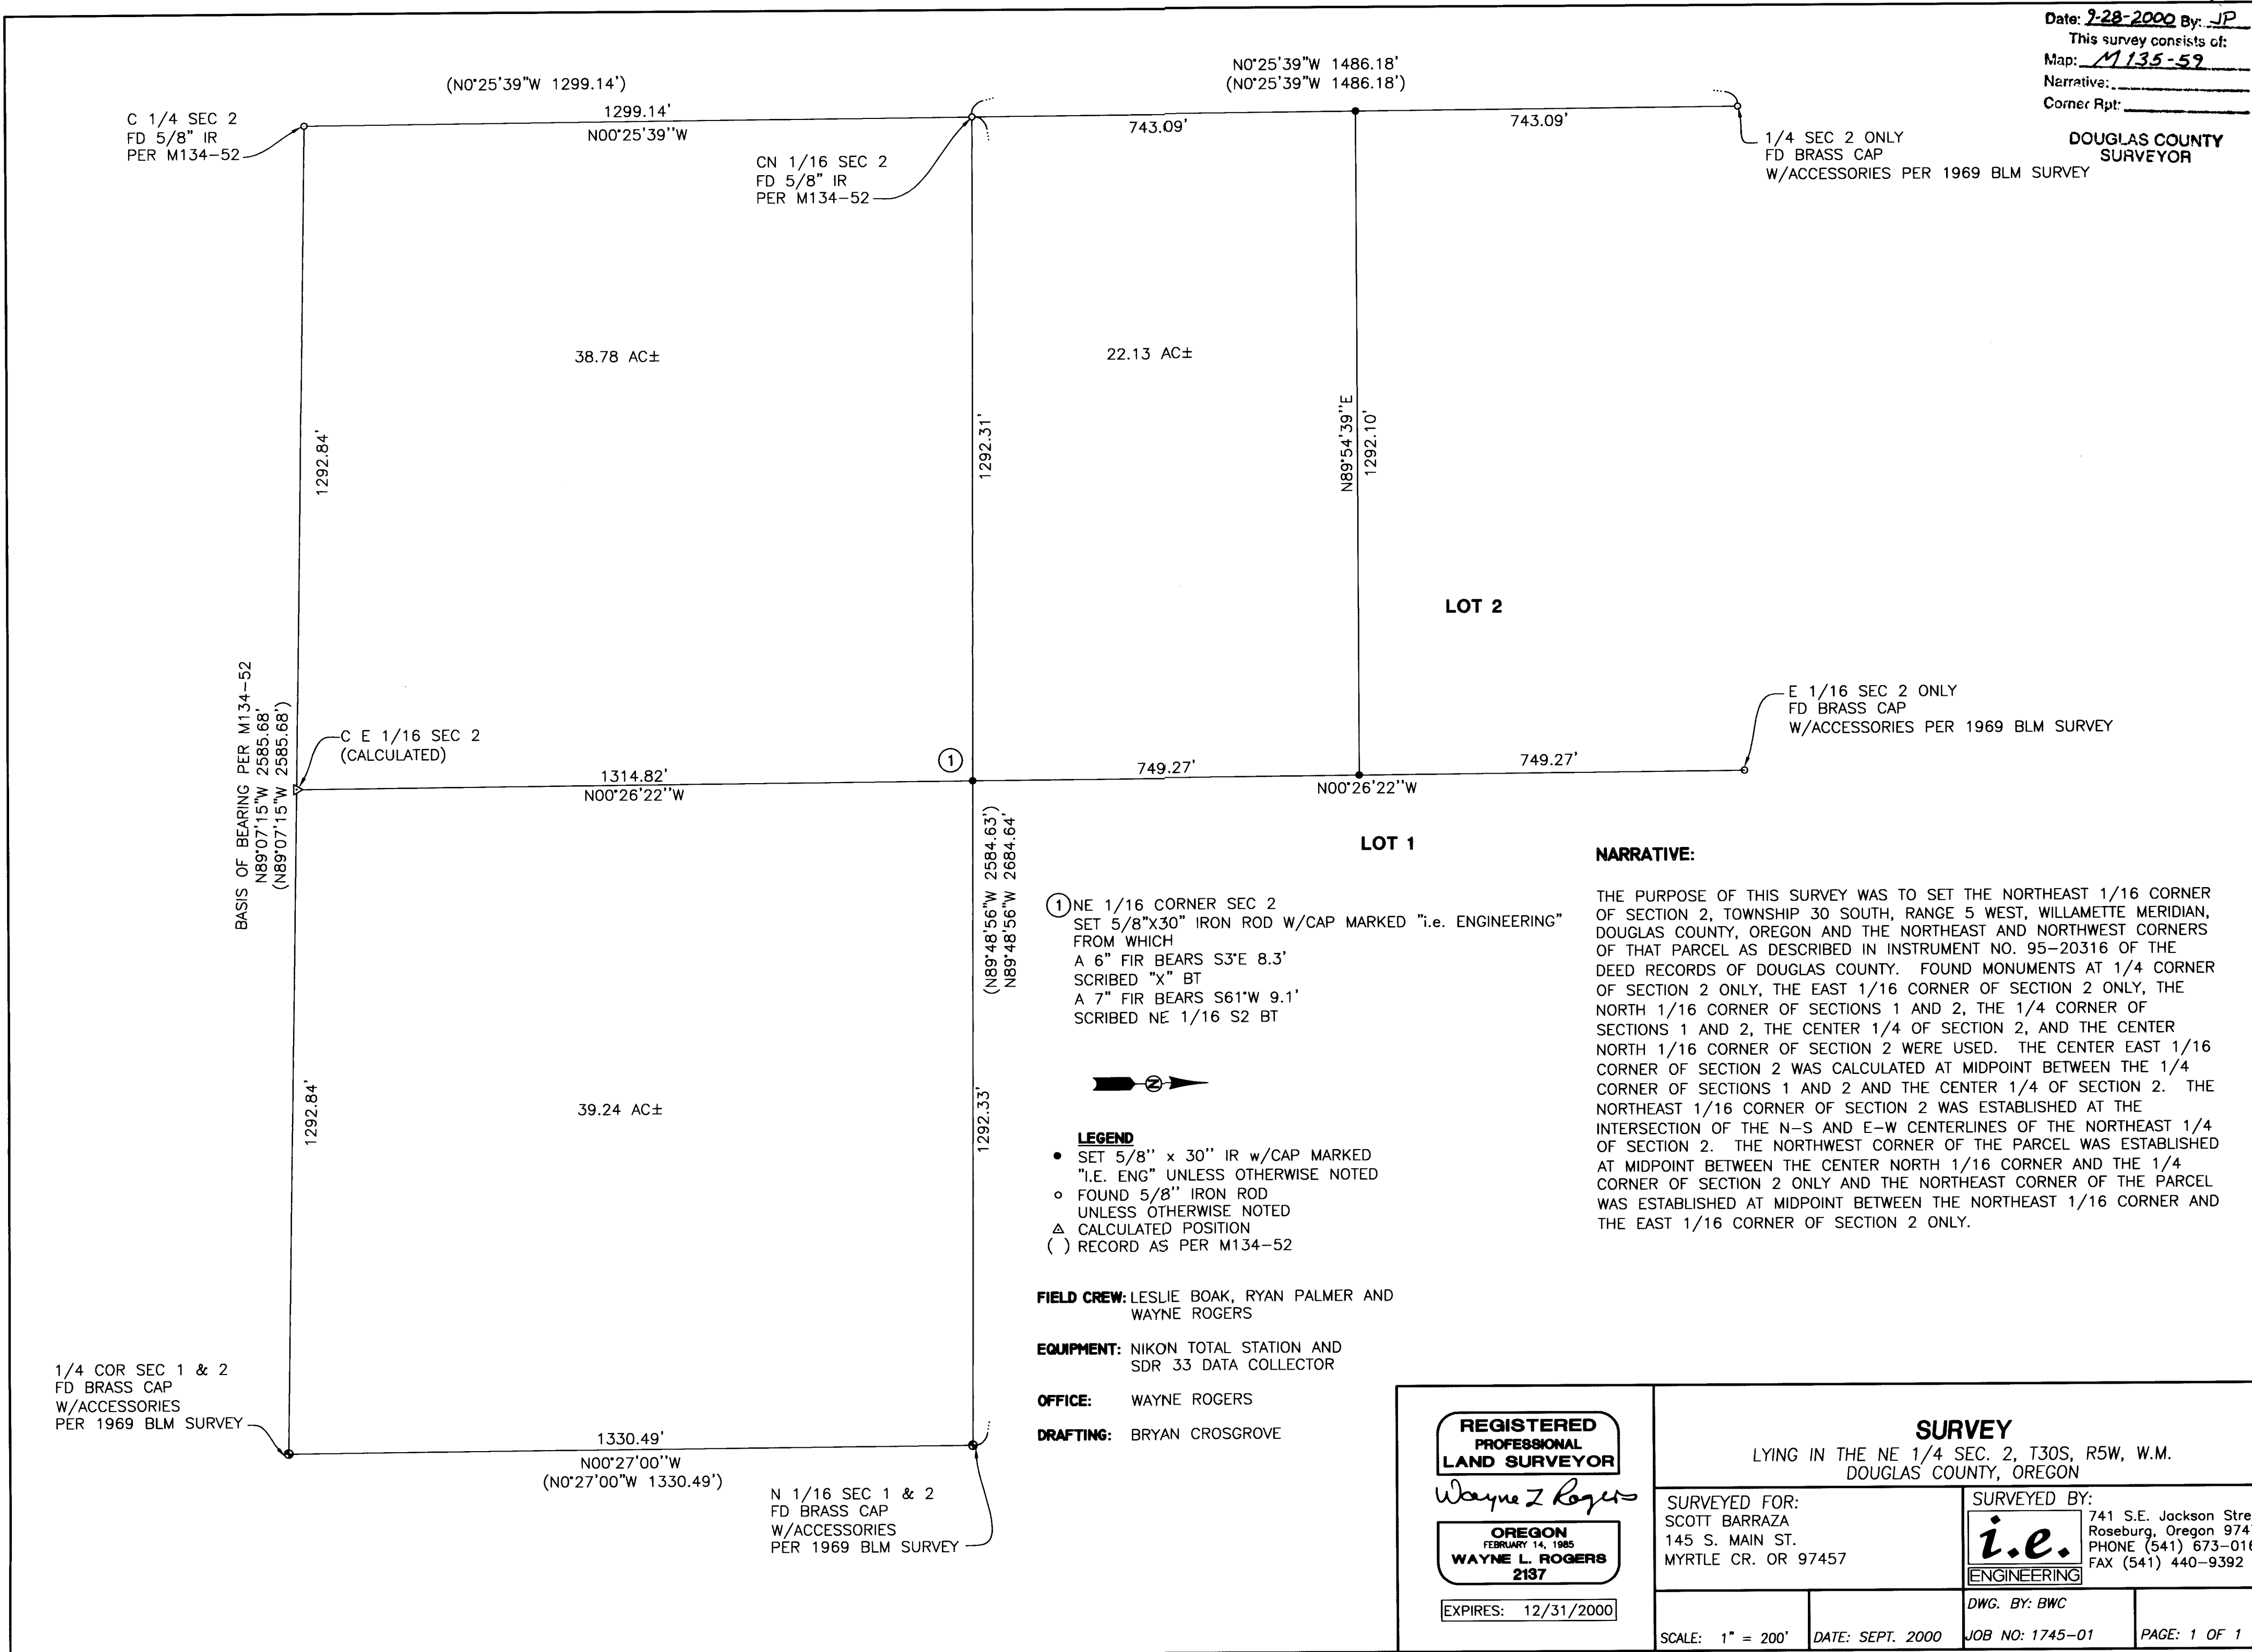 Date: 9-28-2000 By: JP
This survey consists of:
Map: M 135-59
Narrative:
Corner Rpt:
DOUGLAS COUNTY
SURVEYOR
(N0°25'39"W 1299.14')
1299.14'
N00°25'39''W
N0°25'39"W 1486.18'
(N0°25'39"W 1486.18')
743.09'
743.09'
C 1/4 SEC 2
FD 5/8" IR
PER M134-52
CN 1/16 SEC 2
FD 5/8" IR
PER M134-52
1/4 SEC 2 ONLY
FD BRASS CAP
W/ACCESSORIES PER 1969 BLM SURVEY
38.78 AC±
22.13 AC±
1292.84'
1292.31'
N89°54'39''E
1292.10'
LOT 2
BASIS OF BEARING PER M134-52
N89°07'15"W 2585.68'
(N89°07'15"W 2585.68')
C E 1/16 SEC 2
(CALCULATED)
E 1/16 SEC 2 ONLY
FD BRASS CAP
W/ACCESSORIES PER 1969 BLM SURVEY
1
1314.82'
N00°26'22''W
749.27'
749.27'
N00°26'22''W
(N89°48'56"W 2584.63')
N89°48'56"W 2684.64'
LOT 1
1 NE 1/16 CORNER SEC 2
SET 5/8"X30" IRON ROD W/CAP MARKED "i.e. ENGINEERING"
FROM WHICH
A 6" FIR BEARS S3°E 8.3'
SCRIBED "X" BT
A 7" FIR BEARS S61°W 9.1'
SCRIBED NE 1/16 S2 BT
N
1292.84'
39.24 AC±
1292.33'
LEGEND
SET 5/8'' x 30'' IR w/CAP MARKED
"I.E. ENG" UNLESS OTHERWISE NOTED
FOUND 5/8'' IRON ROD
UNLESS OTHERWISE NOTED
CALCULATED POSITION
( ) RECORD AS PER M134-52
FIELD CREW: LESLIE BOAK, RYAN PALMER AND
WAYNE ROGERS
EQUIPMENT: NIKON TOTAL STATION AND
SDR 33 DATA COLLECTOR
OFFICE: WAYNE ROGERS
DRAFTING: BRYAN CROSGROVE
NARRATIVE:
THE PURPOSE OF THIS SURVEY WAS TO SET THE NORTHEAST 1/16 CORNER
OF SECTION 2, TOWNSHIP 30 SOUTH, RANGE 5 WEST, WILLAMETTE MERIDIAN,
DOUGLAS COUNTY, OREGON AND THE NORTHEAST AND NORTHWEST CORNERS
OF THAT PARCEL AS DESCRIBED IN INSTRUMENT NO. 95-20316 OF THE
DEED RECORDS OF DOUGLAS COUNTY. FOUND MONUMENTS AT 1/4 CORNER
OF SECTION 2 ONLY, THE EAST 1/16 CORNER OF SECTION 2 ONLY, THE
NORTH 1/16 CORNER OF SECTIONS 1 AND 2, THE 1/4 CORNER OF
SECTIONS 1 AND 2, THE CENTER 1/4 OF SECTION 2, AND THE CENTER
NORTH 1/16 CORNER OF SECTION 2 WERE USED. THE CENTER EAST 1/16
CORNER OF SECTION 2 WAS CALCULATED AT MIDPOINT BETWEEN THE 1/4
CORNER OF SECTIONS 1 AND 2 AND THE CENTER 1/4 OF SECTION 2. THE
NORTHEAST 1/16 CORNER OF SECTION 2 WAS ESTABLISHED AT THE
INTERSECTION OF THE N-S AND E-W CENTERLINES OF THE NORTHEAST 1/4
OF SECTION 2. THE NORTHWEST CORNER OF THE PARCEL WAS ESTABLISHED
AT MIDPOINT BETWEEN THE CENTER NORTH 1/16 CORNER AND THE 1/4
CORNER OF SECTION 2 ONLY AND THE NORTHEAST CORNER OF THE PARCEL
WAS ESTABLISHED AT MIDPOINT BETWEEN THE NORTHEAST 1/16 CORNER AND
THE EAST 1/16 CORNER OF SECTION 2 ONLY.
1/4 COR SEC 1 & 2
FD BRASS CAP
W/ACCESSORIES
PER 1969 BLM SURVEY
1330.49'
N00°27'00''W
(N0°27'00"W 1330.49')
N 1/16 SEC 1 & 2
FD BRASS CAP
W/ACCESSORIES
PER 1969 BLM SURVEY
REGISTERED
PROFESSIONAL
LAND SURVEYOR
Wayne L Rogers
OREGON
FEBRUARY 14, 1985
WAYNE L. ROGERS
2137
EXPIRES: 12/31/2000
SURVEY
LYING IN THE NE 1/4 SEC. 2, T30S, R5W, W.M.
DOUGLAS COUNTY, OREGON
SURVEYED FOR:
SCOTT BARRAZA
145 S. MAIN ST.
MYRTLE CR. OR 97457
SURVEYED BY:
i.e.
ENGINEERING
741 S.E. Jackson Stre
Roseburg, Oregon 974
PHONE (541) 673-016
FAX (541) 440-9392
SCALE: 1" = 200'
DATE: SEPT. 2000
DWG. BY: BWC
JOB NO: 1745-01
PAGE: 1 OF 1